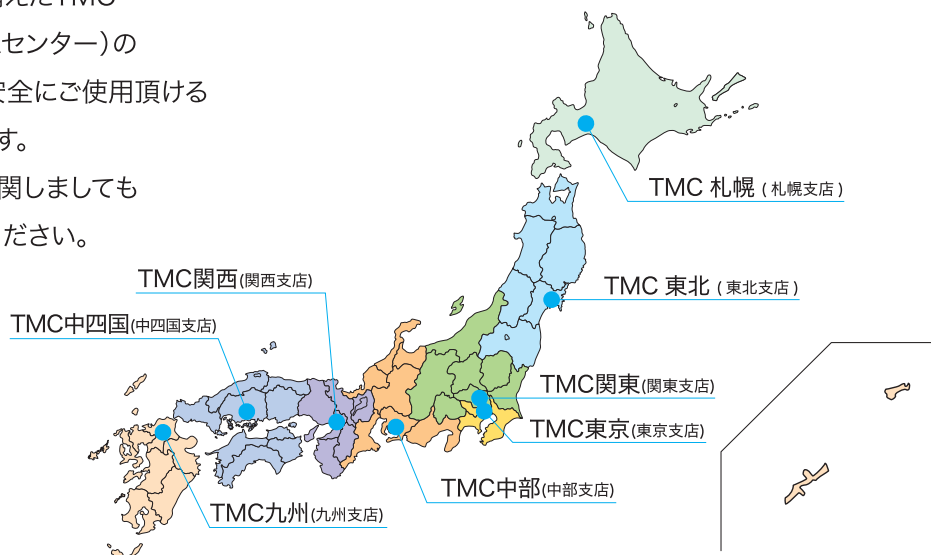 TMC
センター)の
安全にご使用頂ける
す。
関しましても
ださい。
TMC 札幌 ( 札幌支店 )
TMC関西(関西支店)
TMC 東北 ( 東北支店 )
TMC中四国(中四国支店)
TMC関東(関東支店)
TMC東京(東京支店)
TMC中部(中部支店)
TMC九州(九州支店)